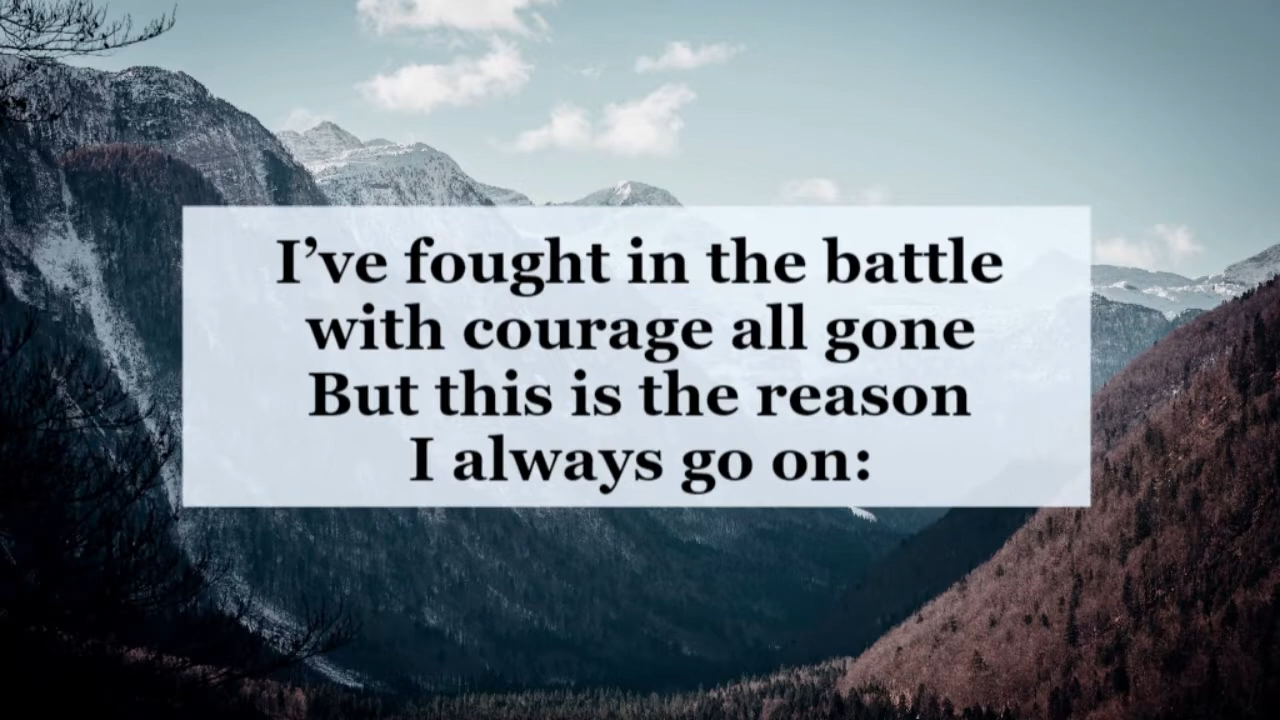 I’ve fought in the battle
with courage all gone
But this is the reason
I always go on: